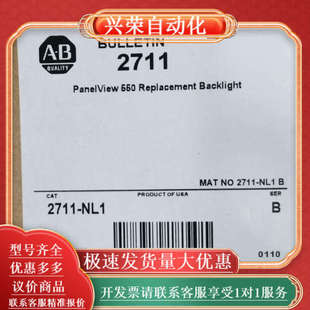 兴荣自动化
AB
QUALITY
BULLETIN
2711
PanelView 550 Replacement Backlight
MAT NO 2711-NL1 B
CAT
PRODUCT OF USA
SER
2711-NL1
B
0110
型号齐全
优惠多多
议价商品
联系客服精准报价
极速发货量大优惠
开发票请联系客服享受1对1服务